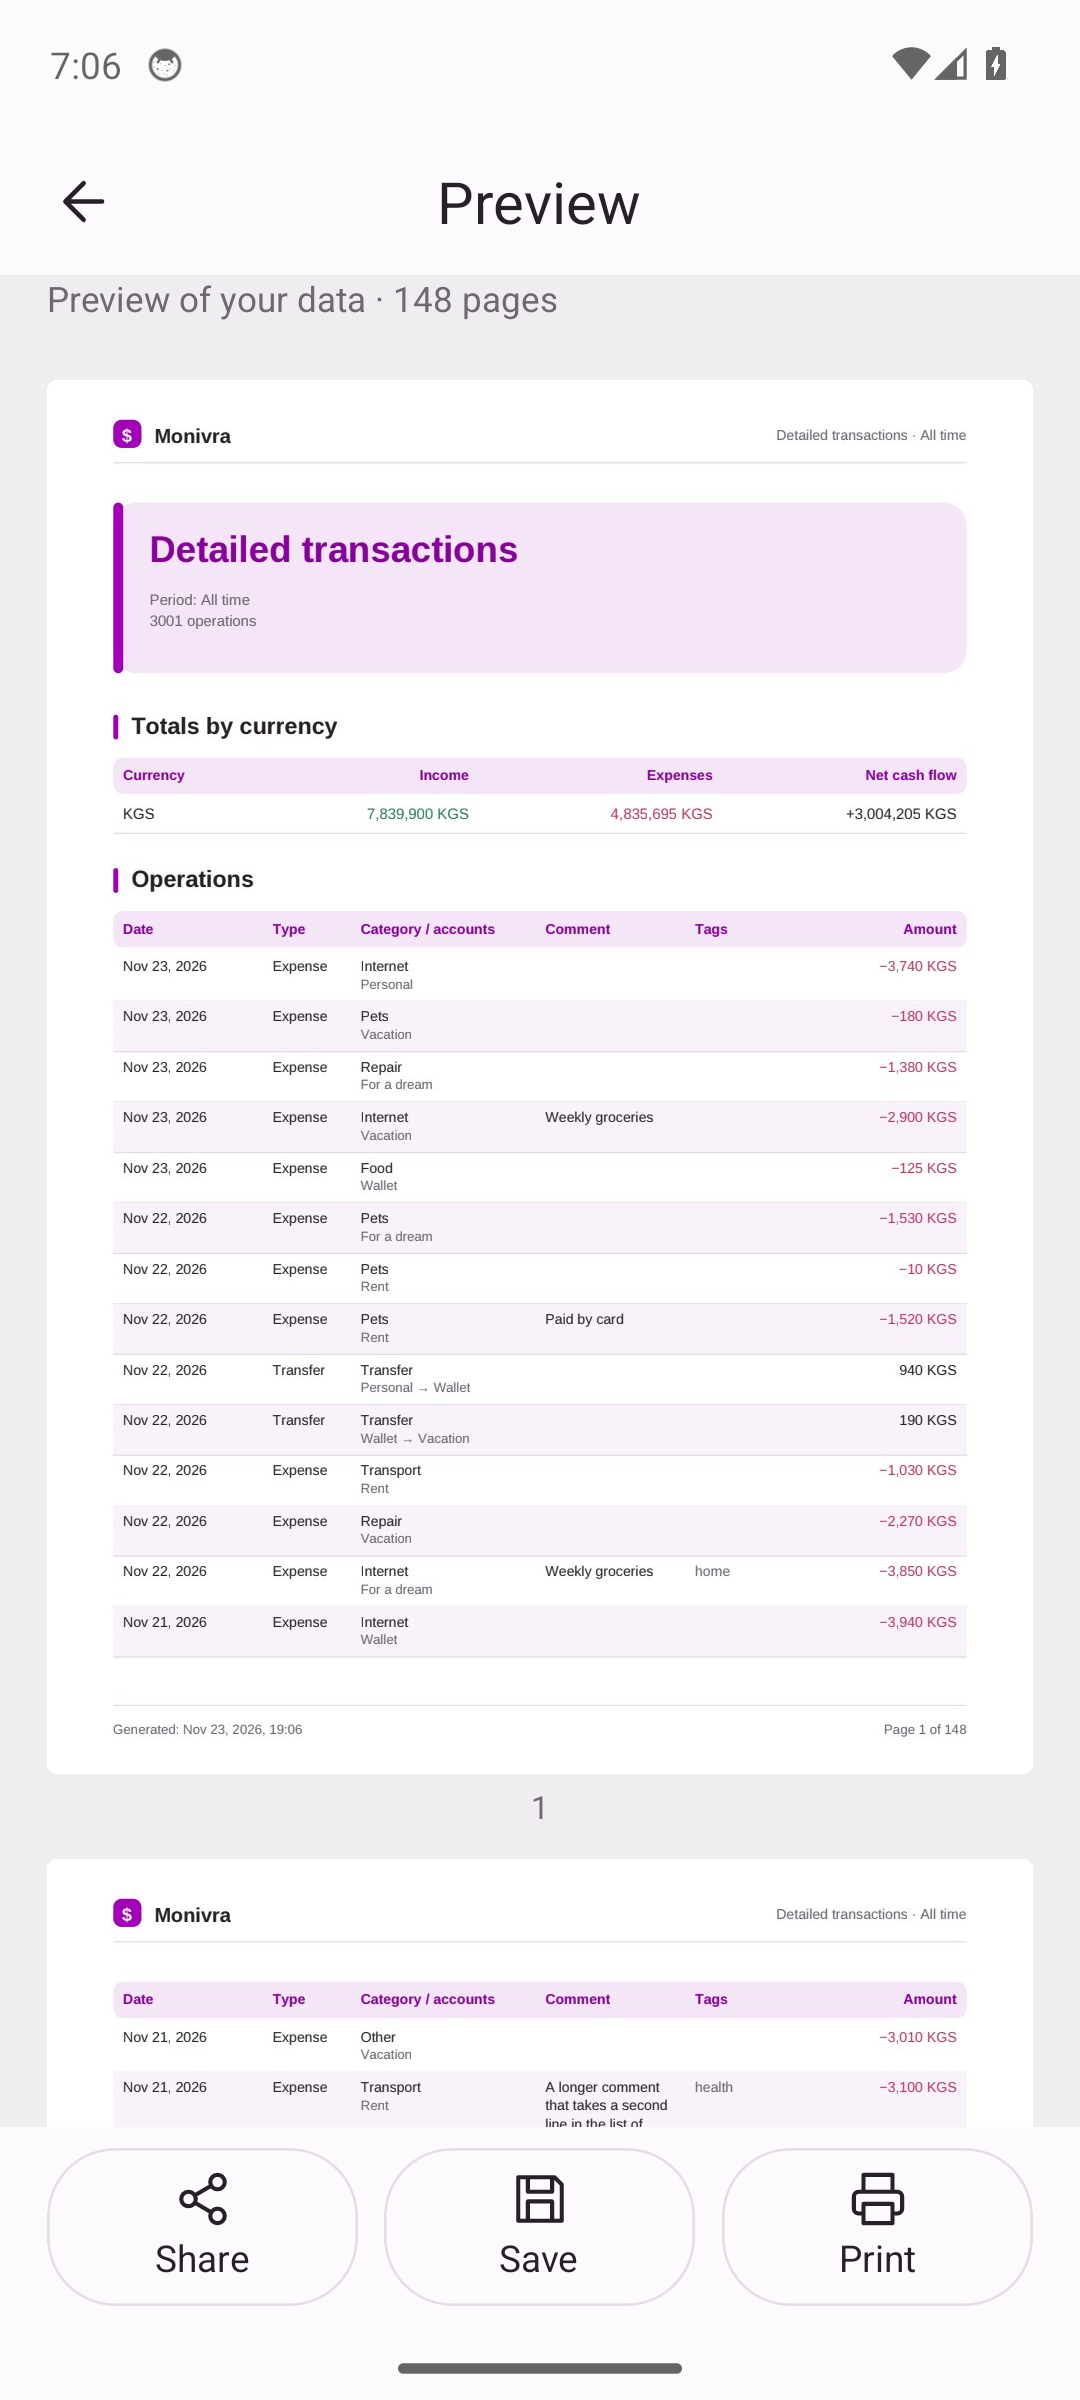 7:06
Preview
Preview of your data · 148 pages
$ Monivra Detailed transactions · All time
Detailed transactions
Period: All time
3001 operations
Totals by currency
Currency Income Expenses Net cash flow
KGS 7,839,900 KGS 4,835,695 KGS +3,004,205 KGS
Operations
Date Type Category / accounts Comment Tags Amount
Nov 23, 2026 Expense Internet −3,740 KGS
Personal
Nov 23, 2026 Expense Pets −180 KGS
Vacation
Nov 23, 2026 Expense Repair −1,380 KGS
For a dream
Nov 23, 2026 Expense Internet Weekly groceries −2,900 KGS
Vacation
Nov 23, 2026 Expense Food −125 KGS
Wallet
Nov 22, 2026 Expense Pets −1,530 KGS
For a dream
Nov 22, 2026 Expense Pets −10 KGS
Rent
Nov 22, 2026 Expense Pets Paid by card −1,520 KGS
Rent
Nov 22, 2026 Transfer Transfer 940 KGS
Personal → Wallet
Nov 22, 2026 Transfer Transfer 190 KGS
Wallet → Vacation
Nov 22, 2026 Expense Transport −1,030 KGS
Rent
Nov 22, 2026 Expense Repair −2,270 KGS
Vacation
Nov 22, 2026 Expense Internet Weekly groceries home −3,850 KGS
For a dream
Nov 21, 2026 Expense Internet −3,940 KGS
Wallet
Generated: Nov 23, 2026, 19:06 Page 1 of 148
1
$ Monivra Detailed transactions · All time
Date Type Category / accounts Comment Tags Amount
Nov 21, 2026 Expense Other −3,010 KGS
Vacation
Nov 21, 2026 Expense Transport A longer comment health −3,100 KGS
Rent that takes a second
line in the list of
Share Save Print